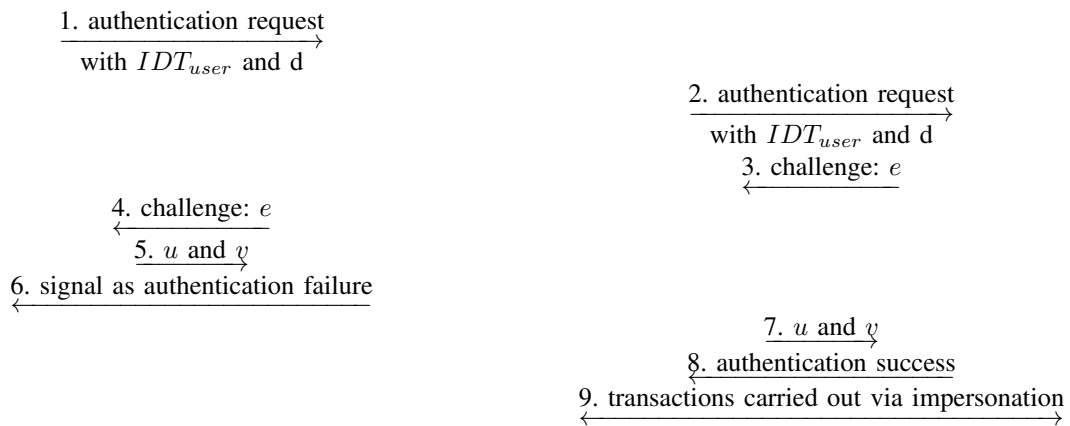 1. authentication request
with IDT_user and d
2. authentication request
with IDT_user and d
3. challenge: e
4. challenge: e
5. u and v
6. signal as authentication failure
7. u and v
8. authentication success
9. transactions carried out via impersonation